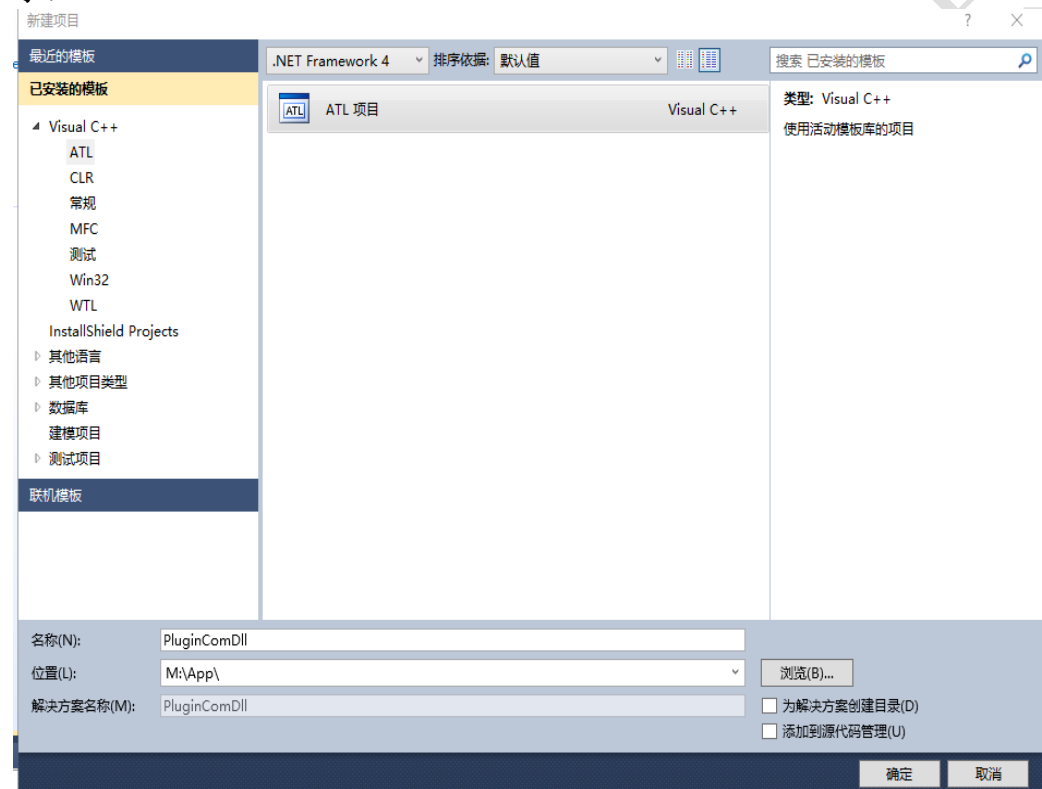 新建项目
? ×
最近的模板
.NET Framework 4 排序依据: 默认值
搜索 已安装的模板
已安装的模板
ATL ATL 项目 Visual C++
类型: Visual C++
使用活动模板库的项目
Visual C++
ATL
CLR
常规
MFC
测试
Win32
WTL
InstallShield Projects
其他语言
其他项目类型
数据库
建模项目
测试项目
联机模板
名称(N): PluginComDll
位置(L): M:\App\ 浏览(B)...
解决方案名称(M): PluginComDll 为解决方案创建目录(D)
添加到源代码管理(U)
确定 取消